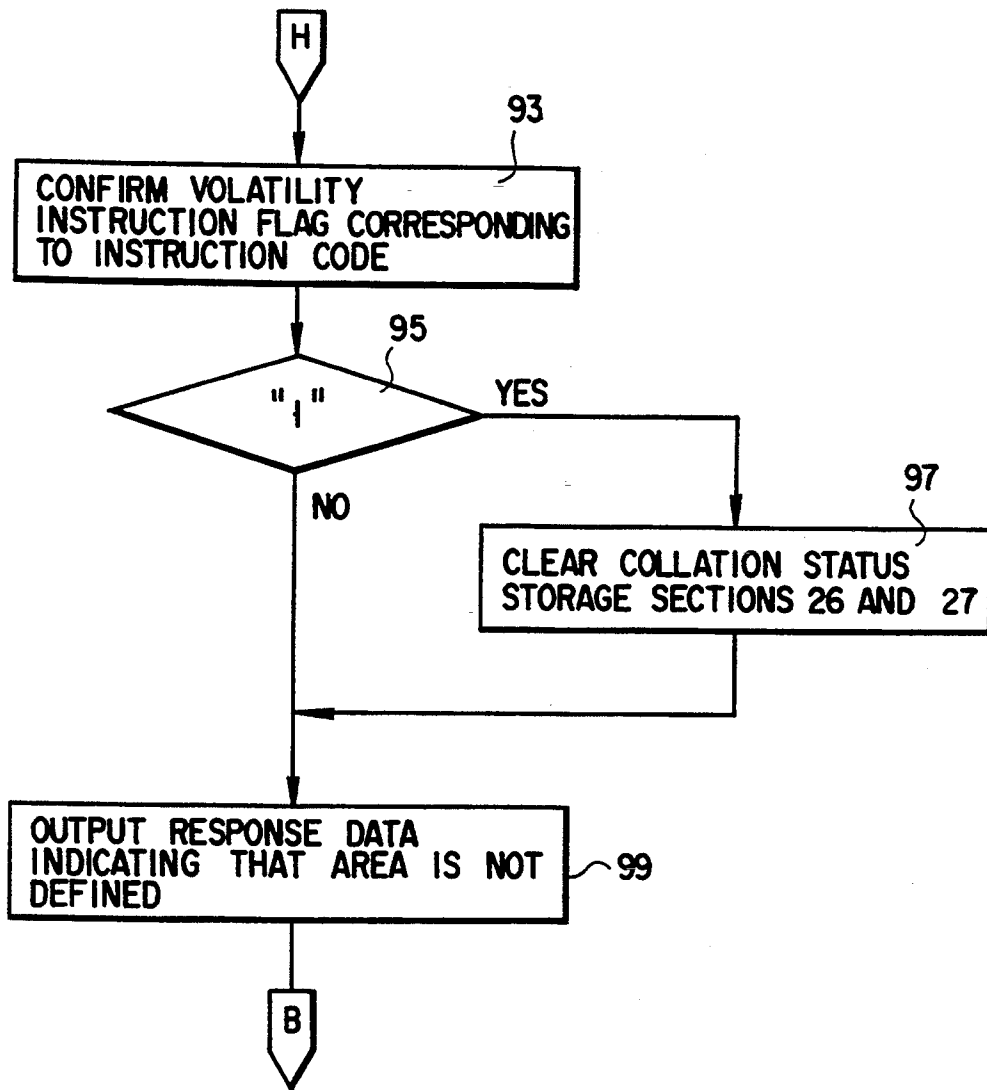 H
93
CONFIRM VOLATILITY
INSTRUCTION FLAG CORRESPONDING
TO INSTRUCTION CODE
95
"1"
YES
NO
97
CLEAR COLLATION STATUS
STORAGE SECTIONS 26 AND 27
OUTPUT RESPONSE DATA
INDICATING THAT AREA IS NOT
DEFINED
99
B